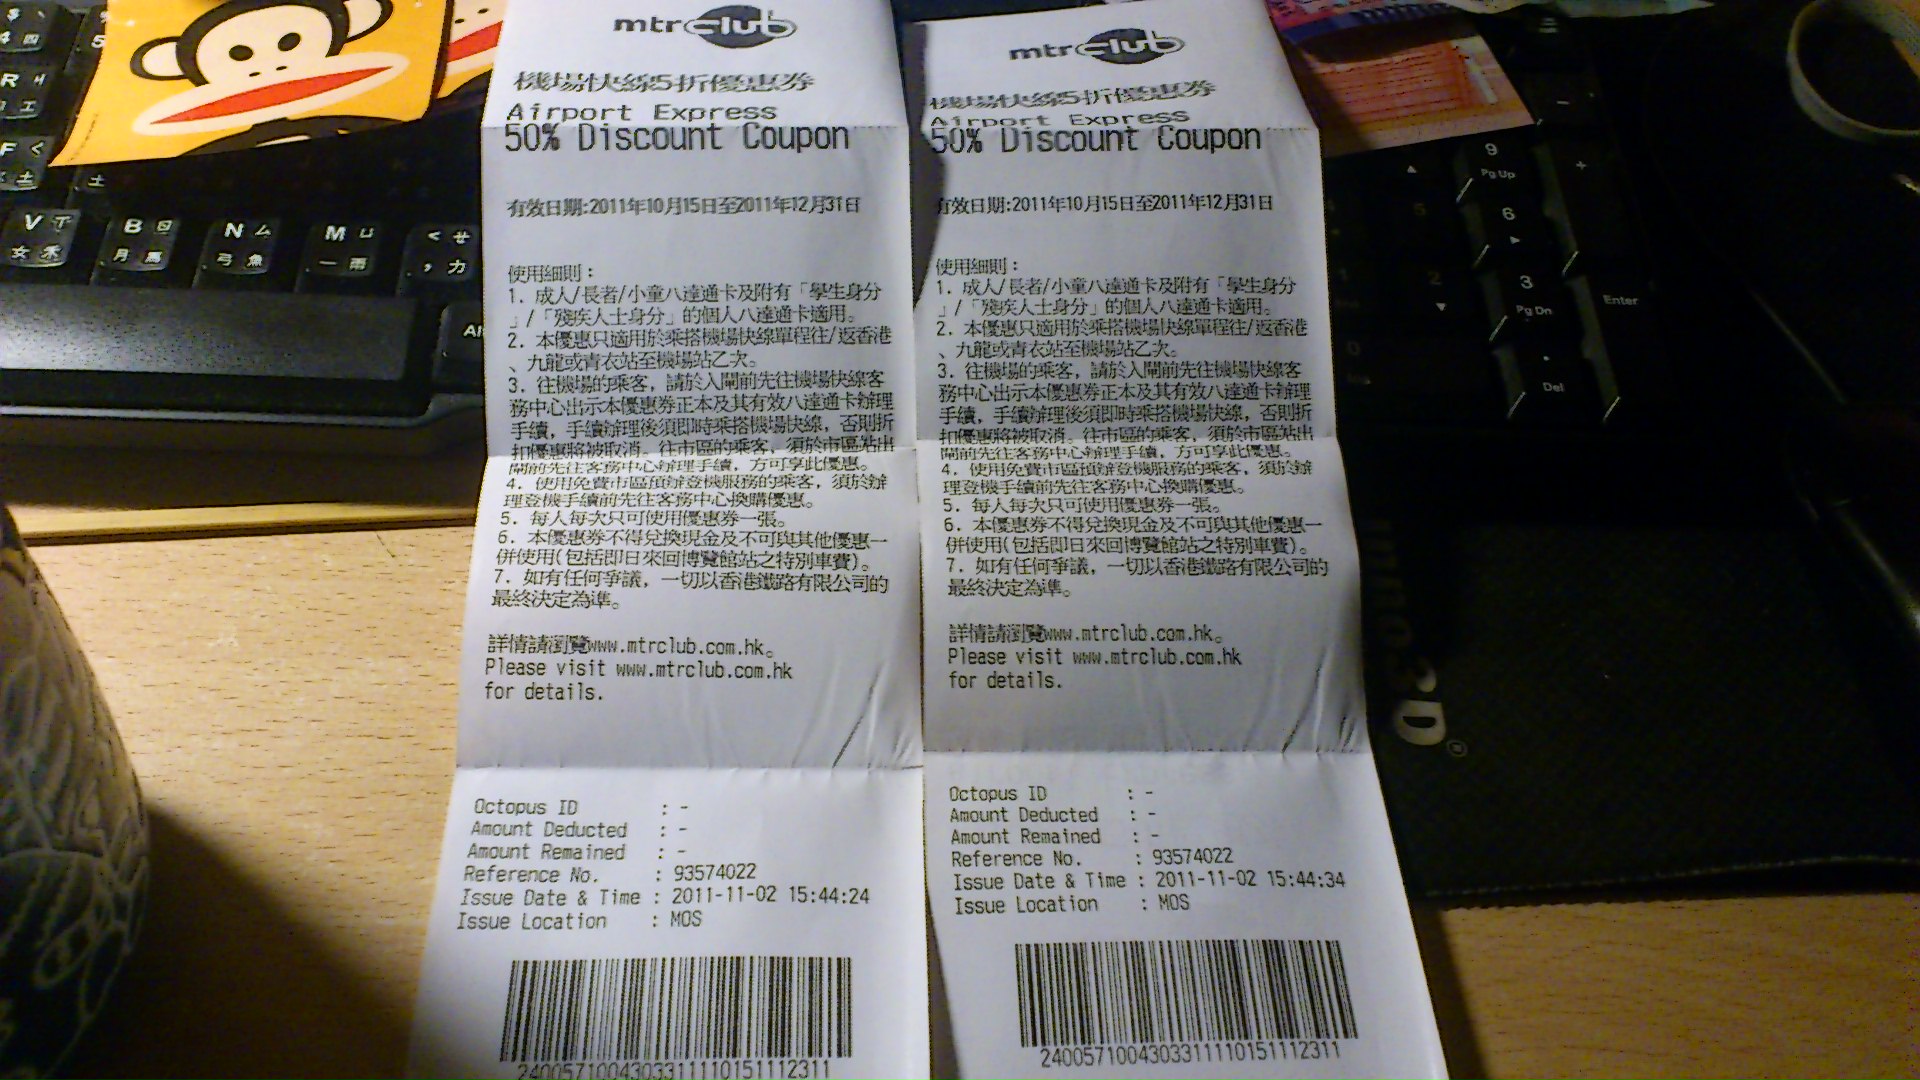 mtr club
機場快線5折優惠券
Airport Express
50% Discount Coupon
有效日期:2011年10月15日至2011年12月31日
使用細則：
1. 成人/長者/小童八達通卡及附有「學生身分
」/「殘疾人士身分」的個人八達通卡適用。
2. 本優惠只適用於乘搭機場快線單程往/返香港
、九龍或青衣站至機場站乙次。
3. 往機場的乘客，請於入閘前先往機場快線客
務中心出示本優惠券正本及其有效八達通卡辦理
手續，手續辦理後須即時乘搭機場快線，否則折
扣優惠將被取消。往市區的乘客，須於市區站出
閘前先往客務中心辦理手續，方可享此優惠。
4. 使用免費市區預辦登機服務的乘客，須於辦
理登機手續前先往客務中心換購優惠。
5. 每人每次只可使用優惠券一張。
6. 本優惠券不得兌換現金及不可與其他優惠一
併使用(包括即日來回博覽館站之特別車費)。
7. 如有任何爭議，一切以香港鐵路有限公司的
最終決定為準。
詳情請瀏覽www.mtrclub.com.hk。
Please visit www.mtrclub.com.hk
for details.
Octopus ID : -
Amount Deducted : -
Amount Remained : -
Reference No. : 93574022
Issue Date & Time : 2011-11-02 15:44:24
Issue Location : MOS
2400571004303311110151112311
mtr club
機場快線5折優惠券
Airport Express
50% Discount Coupon
有效日期:2011年10月15日至2011年12月31日
使用細則：
1. 成人/長者/小童八達通卡及附有「學生身分
」/「殘疾人士身分」的個人八達通卡適用。
2. 本優惠只適用於乘搭機場快線單程往/返香港
、九龍或青衣站至機場站乙次。
3. 往機場的乘客，請於入閘前先往機場快線客
務中心出示本優惠券正本及其有效八達通卡辦理
手續，手續辦理後須即時乘搭機場快線，否則折
扣優惠將被取消。往市區的乘客，須於市區站出
閘前先往客務中心辦理手續，方可享此優惠。
4. 使用免費市區預辦登機服務的乘客，須於辦
理登機手續前先往客務中心換購優惠。
5. 每人每次只可使用優惠券一張。
6. 本優惠券不得兌換現金及不可與其他優惠一
併使用(包括即日來回博覽館站之特別車費)。
7. 如有任何爭議，一切以香港鐵路有限公司的
最終決定為準。
詳情請瀏覽www.mtrclub.com.hk。
Please visit www.mtrclub.com.hk
for details.
Octopus ID : -
Amount Deducted : -
Amount Remained : -
Reference No. : 93574022
Issue Date & Time : 2011-11-02 15:44:34
Issue Location : MOS
2400571004303311110151112311
R
F
V 女
B 月
N 弓
M 一
Alt
9 Pg Up
+
6
5
2
3 Pg Dn
Enter
Del